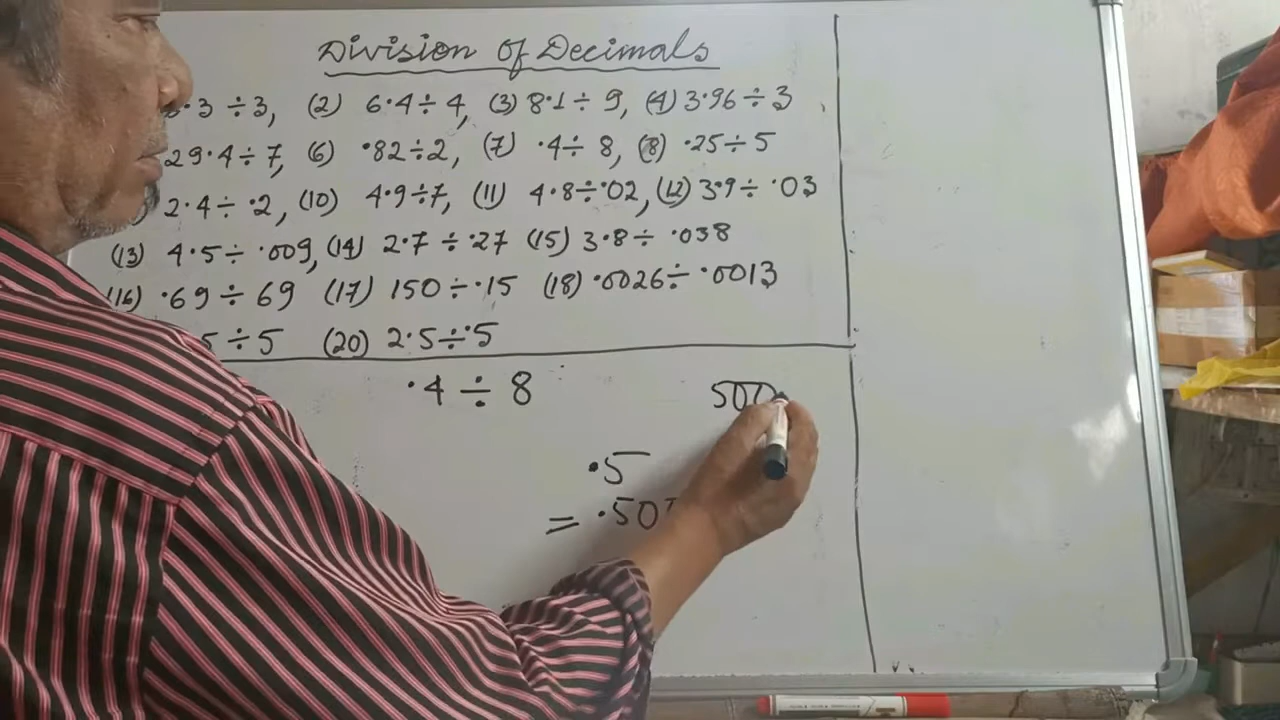 Division of Decimals
.3 ÷ 3, (2) 6.4 ÷ 4, (3) 8.1 ÷ 9, (4) 3.96 ÷ 3
29.4 ÷ 7, (6) .82 ÷ 2, (7) .4 ÷ 8, (8) .25 ÷ 5
2.4 ÷ .2, (10) 4.9 ÷ 7, (11) 4.8 ÷ .02, (12) 3.9 ÷ .03
(13) 4.5 ÷ .009, (14) 2.7 ÷ .27 (15) 3.8 ÷ .038
(16) .69 ÷ 69 (17) 150 ÷ .15 (18) .0026 ÷ .0013
5 ÷ 5 (20) 2.5 ÷ .5
.4 ÷ 8 500
.5
= .50